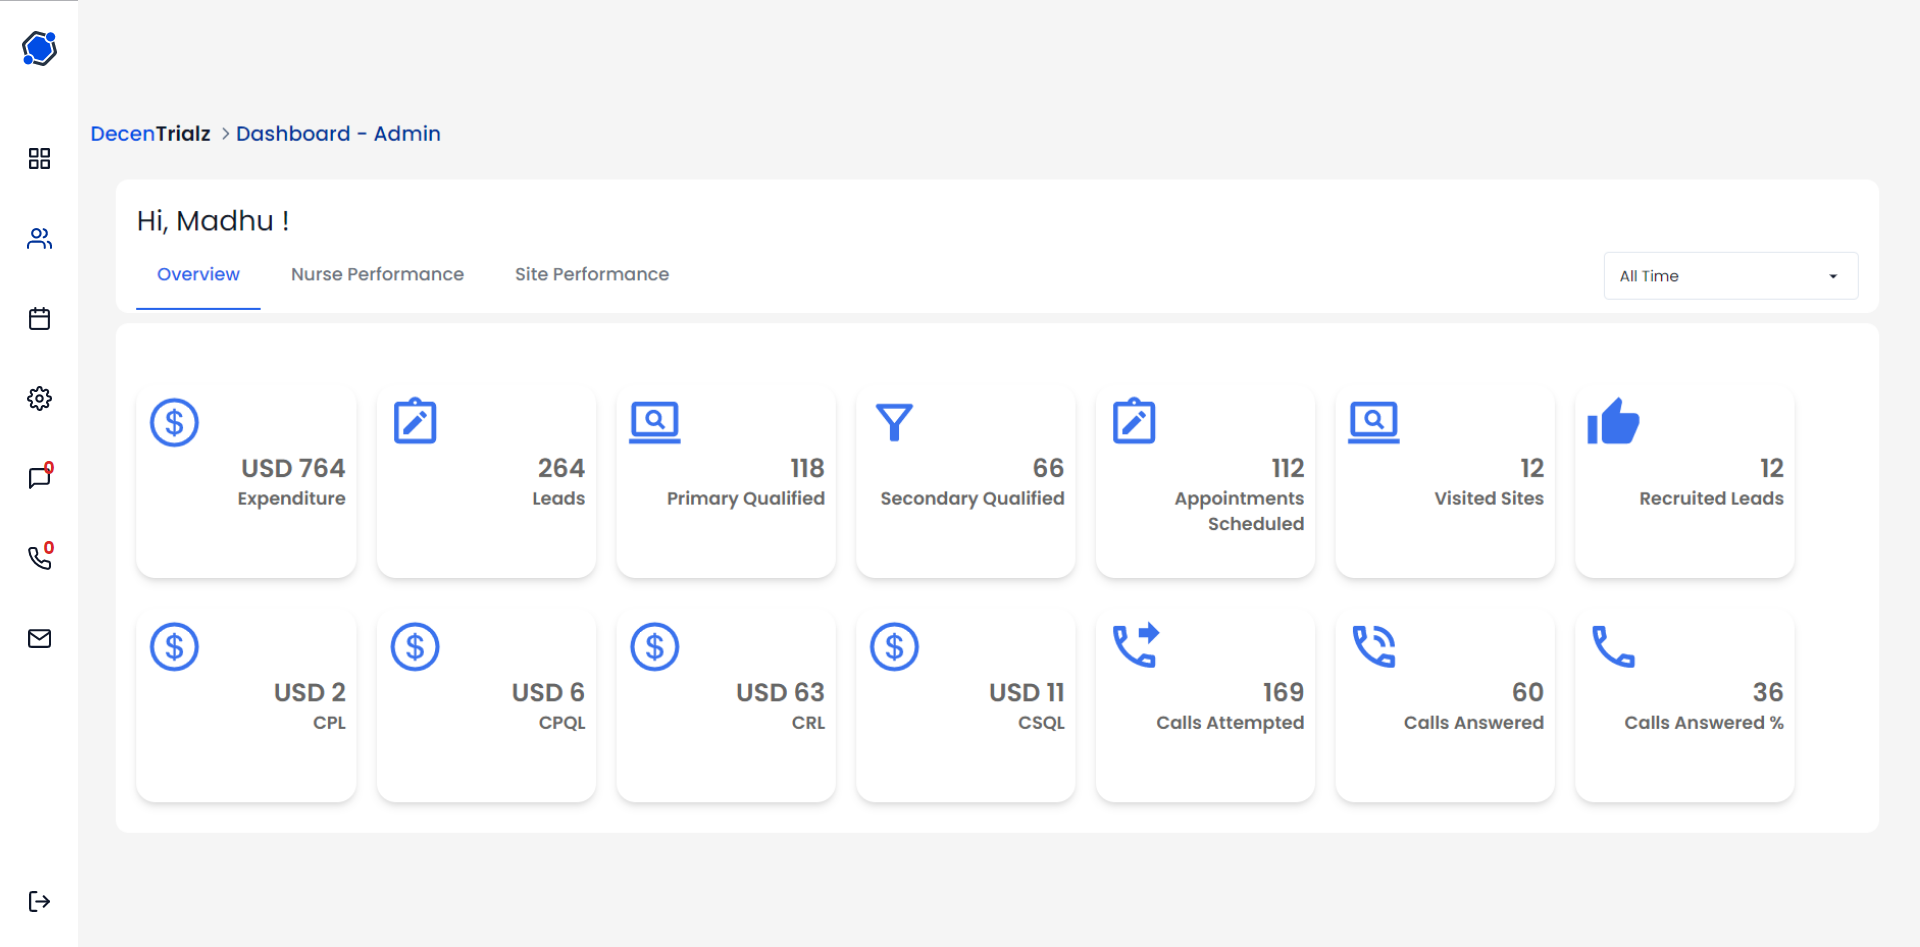 DecenTrialz > Dashboard - Admin
Hi, Madhu !
Overview Nurse Performance Site Performance
All Time
USD 764
Expenditure
264
Leads
118
Primary Qualified
66
Secondary Qualified
112
Appointments
Scheduled
12
Visited Sites
12
Recruited Leads
0
0
USD 2
CPL
USD 6
CPQL
USD 63
CRL
USD 11
CSQL
169
Calls Attempted
60
Calls Answered
36
Calls Answered %